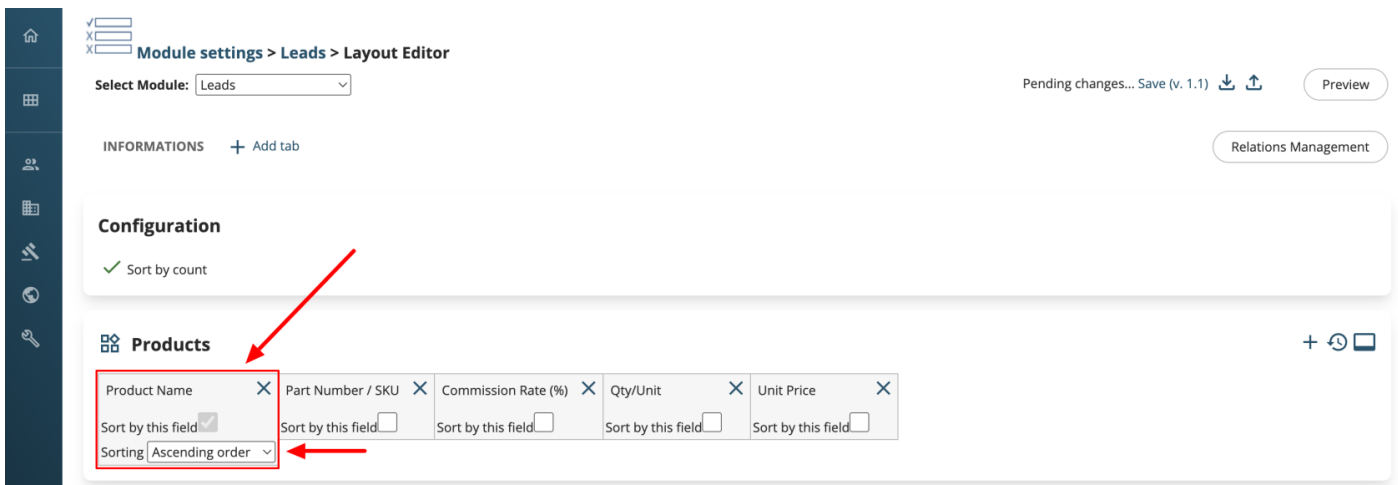 Module settings > Leads > Layout Editor
Select Module: Leads
Pending changes... Save (v. 1.1)
Preview
INFORMATIONS
Add tab
Relations Management
Configuration
Sort by count
Products
Product Name
Part Number / SKU
Commission Rate (%)
Qty/Unit
Unit Price
Sort by this field
Sort by this field
Sort by this field
Sort by this field
Sort by this field
Sorting Ascending order